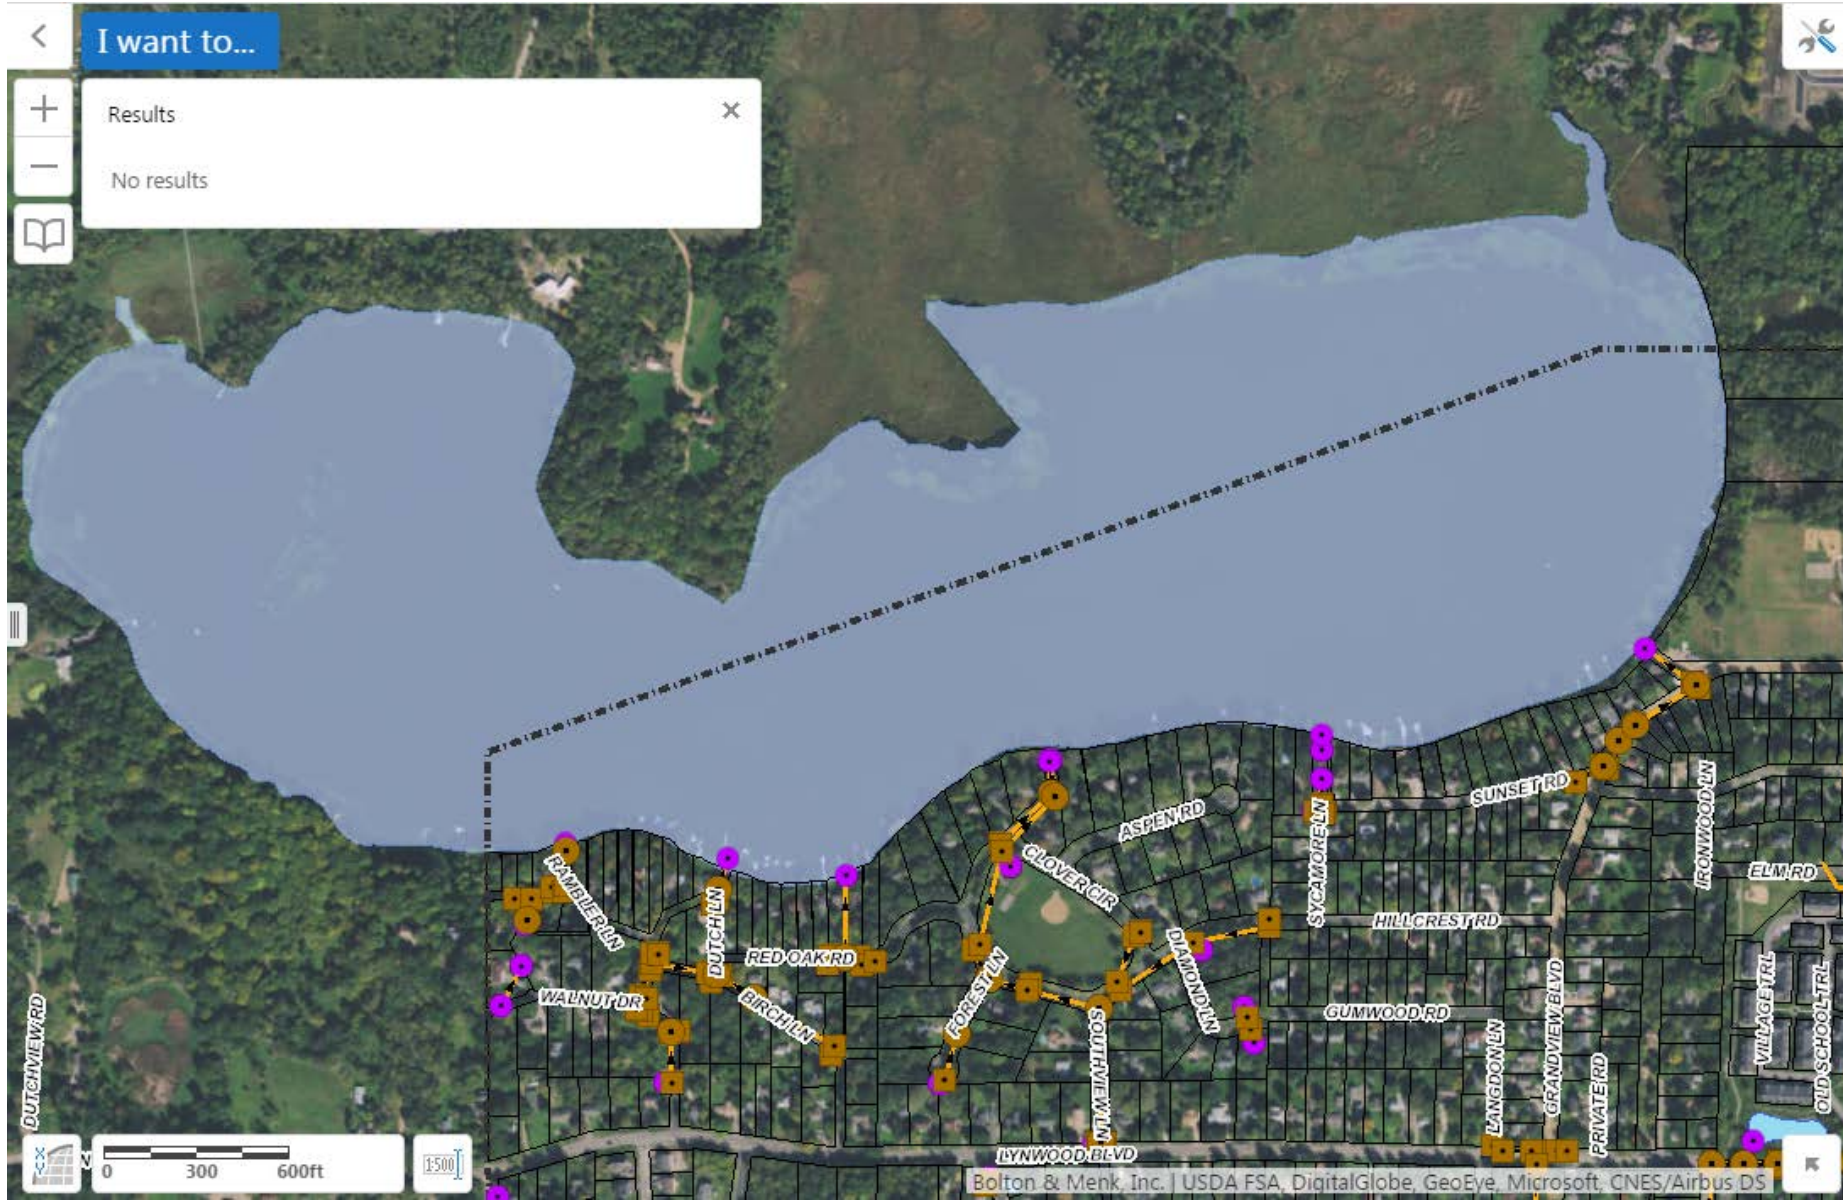 I want to...
Results
No results
ASPEN RD
SUNSET RD
IRONWOOD LN
CLOVER CIR
SYCAMORE LN
ELM RD
RAMBLER LN
DUTCH LN
HILLCREST RD
RED OAK RD
DIAMOND LN
WALNUT DR
BIRCH LN
FOREST LN
GUMWOOD RD
SOUTHVIEW LN
LANGDON LN
GRANDVIEW BLVD
PRIVATE RD
VILLAGE TRL
OLD SCHOOL TRL
DUTCHVIEW RD
LYNWOOD BLVD
X
Y
0 300 600ft
1:500
Bolton & Menk, Inc. | USDA FSA, DigitalGlobe, GeoEye, Microsoft, CNES/Airbus DS